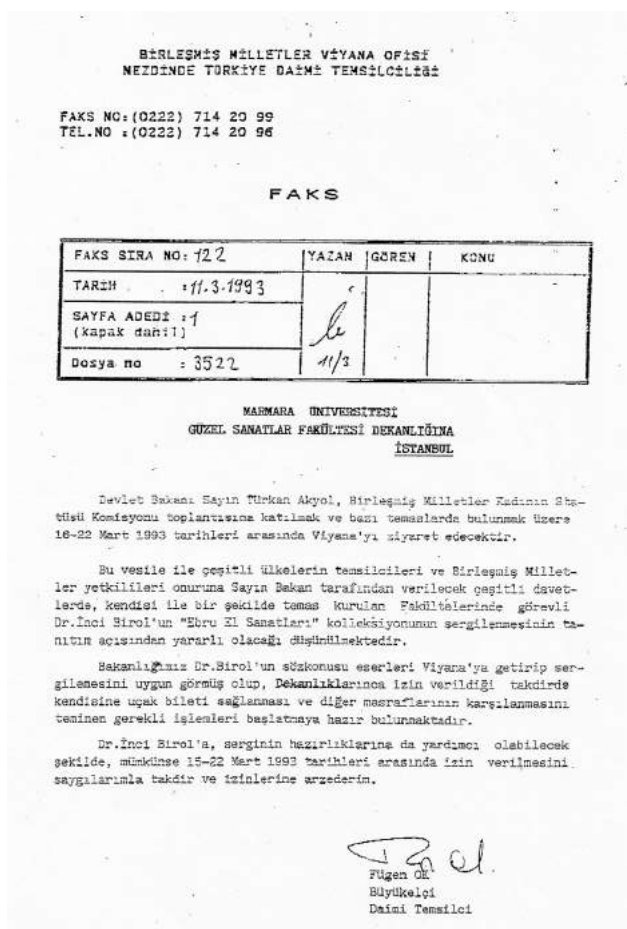 BİRLEŞMİŞ MİLLETLER VİYANA OFİSİ
NEZDİNDE TÜRKİYE DAİMİ TEMSİLCİLİĞİ
FAKS NO:(0222) 714 20 99
TEL.NO :(0222) 714 20 96
FAKS
FAKS SIRA NO: 122 YAZAN GÖREN KONU
TARİH :11.3.1993
SAYFA ADEDİ :1
(kapak dahil)
Dosya no : 3522 11/3
MARMARA ÜNİVERSİTESİ
GÜZEL SANATLAR FAKÜLTESİ DEKANLIĞINA
İSTANBUL
Devlet Bakanı Sayın Türkan Akyol, Birleşmiş Milletler Kadının Sta-
tüsü Komisyonu toplantısına katılmak ve bazı temaslarda bulunmak üzere
16-22 Mart 1993 tarihleri arasında Viyana'yı ziyaret edecektir.
Bu vesile ile çeşitli ülkelerin temsilcileri ve Birleşmiş Millet-
ler yetkilileri onuruna Sayın Bakan tarafından verilecek çeşitli davet-
lerde, kendisi ile bir şekilde temas kurulan Fakültelerinde görevli
Dr.İnci Birol'un "Ebru El Sanatları" kolleksiyonunun sergilenmesinin ta-
nıtım açısından yararlı olacağı düşünülmektedir.
Bakanlığımız Dr.Birol'un sözkonusu eserleri Viyana'ya getirip ser-
gilemesini uygun görmüş olup, Dekanlıklarınca izin verildiği takdirde
kendisine uçak bileti sağlanması ve diğer masraflarının karşılanmasını
teminen gerekli işlemleri başlatmaya hazır bulunmaktadır.
Dr.İnci Birol'a, serginin hazırlıklarına da yardımcı olabilecek
şekilde, mümkünse 15-22 Mart 1993 tarihleri arasında izin verilmesini
saygılarımla takdir ve izinlerine arzederim.
Fügen OK
Büyükelçi
Daimi Temsilci